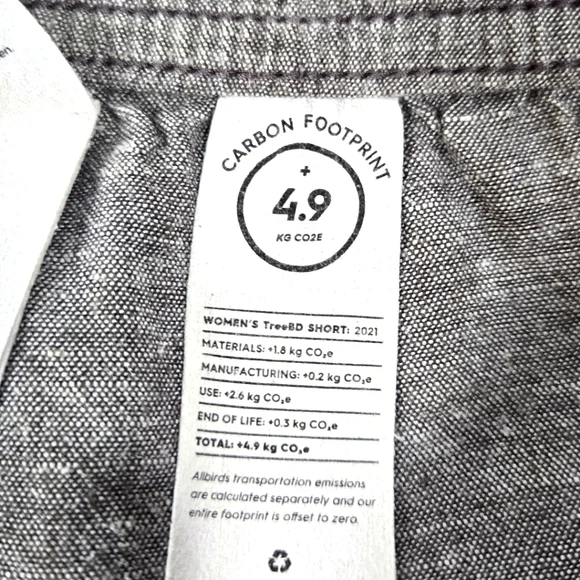 CARBON FOOTPRINT
+
4.9
KG CO2E
WOMEN'S TreeBD SHORT: 2021
MATERIALS: +1.8 kg CO₂e
MANUFACTURING: +0.2 kg CO₂e
USE: +2.6 kg CO₂e
END OF LIFE: +0.3 kg CO₂e
TOTAL: +4.9 kg CO₂e
Allbirds transportation emissions
are calculated separately and our
entire footprint is offset to zero.